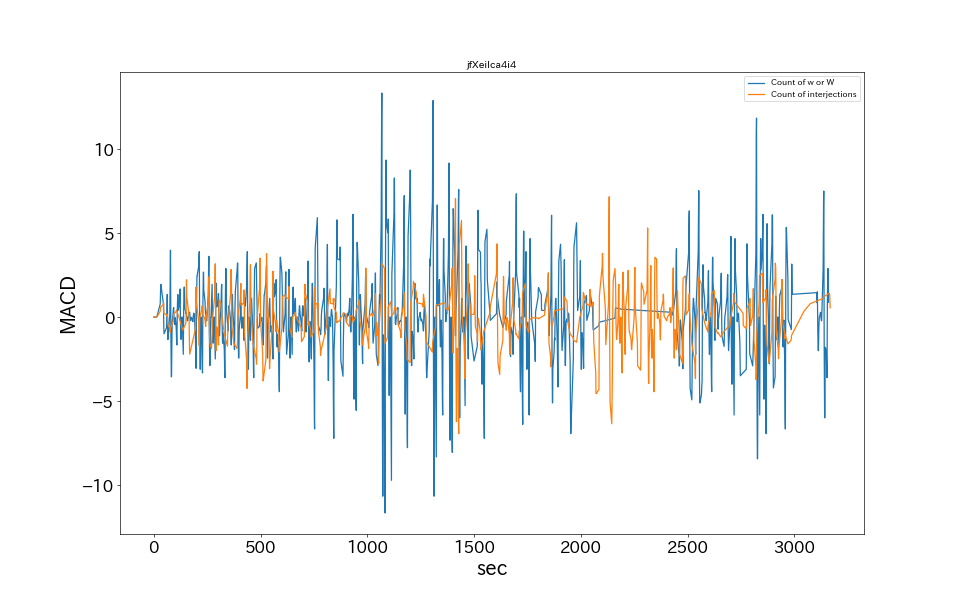 jfXeiIca4i4
Count of w or W
Count of interjections
MACD
10
5
0
−5
−10
0 500 1000 1500 2000 2500 3000
sec